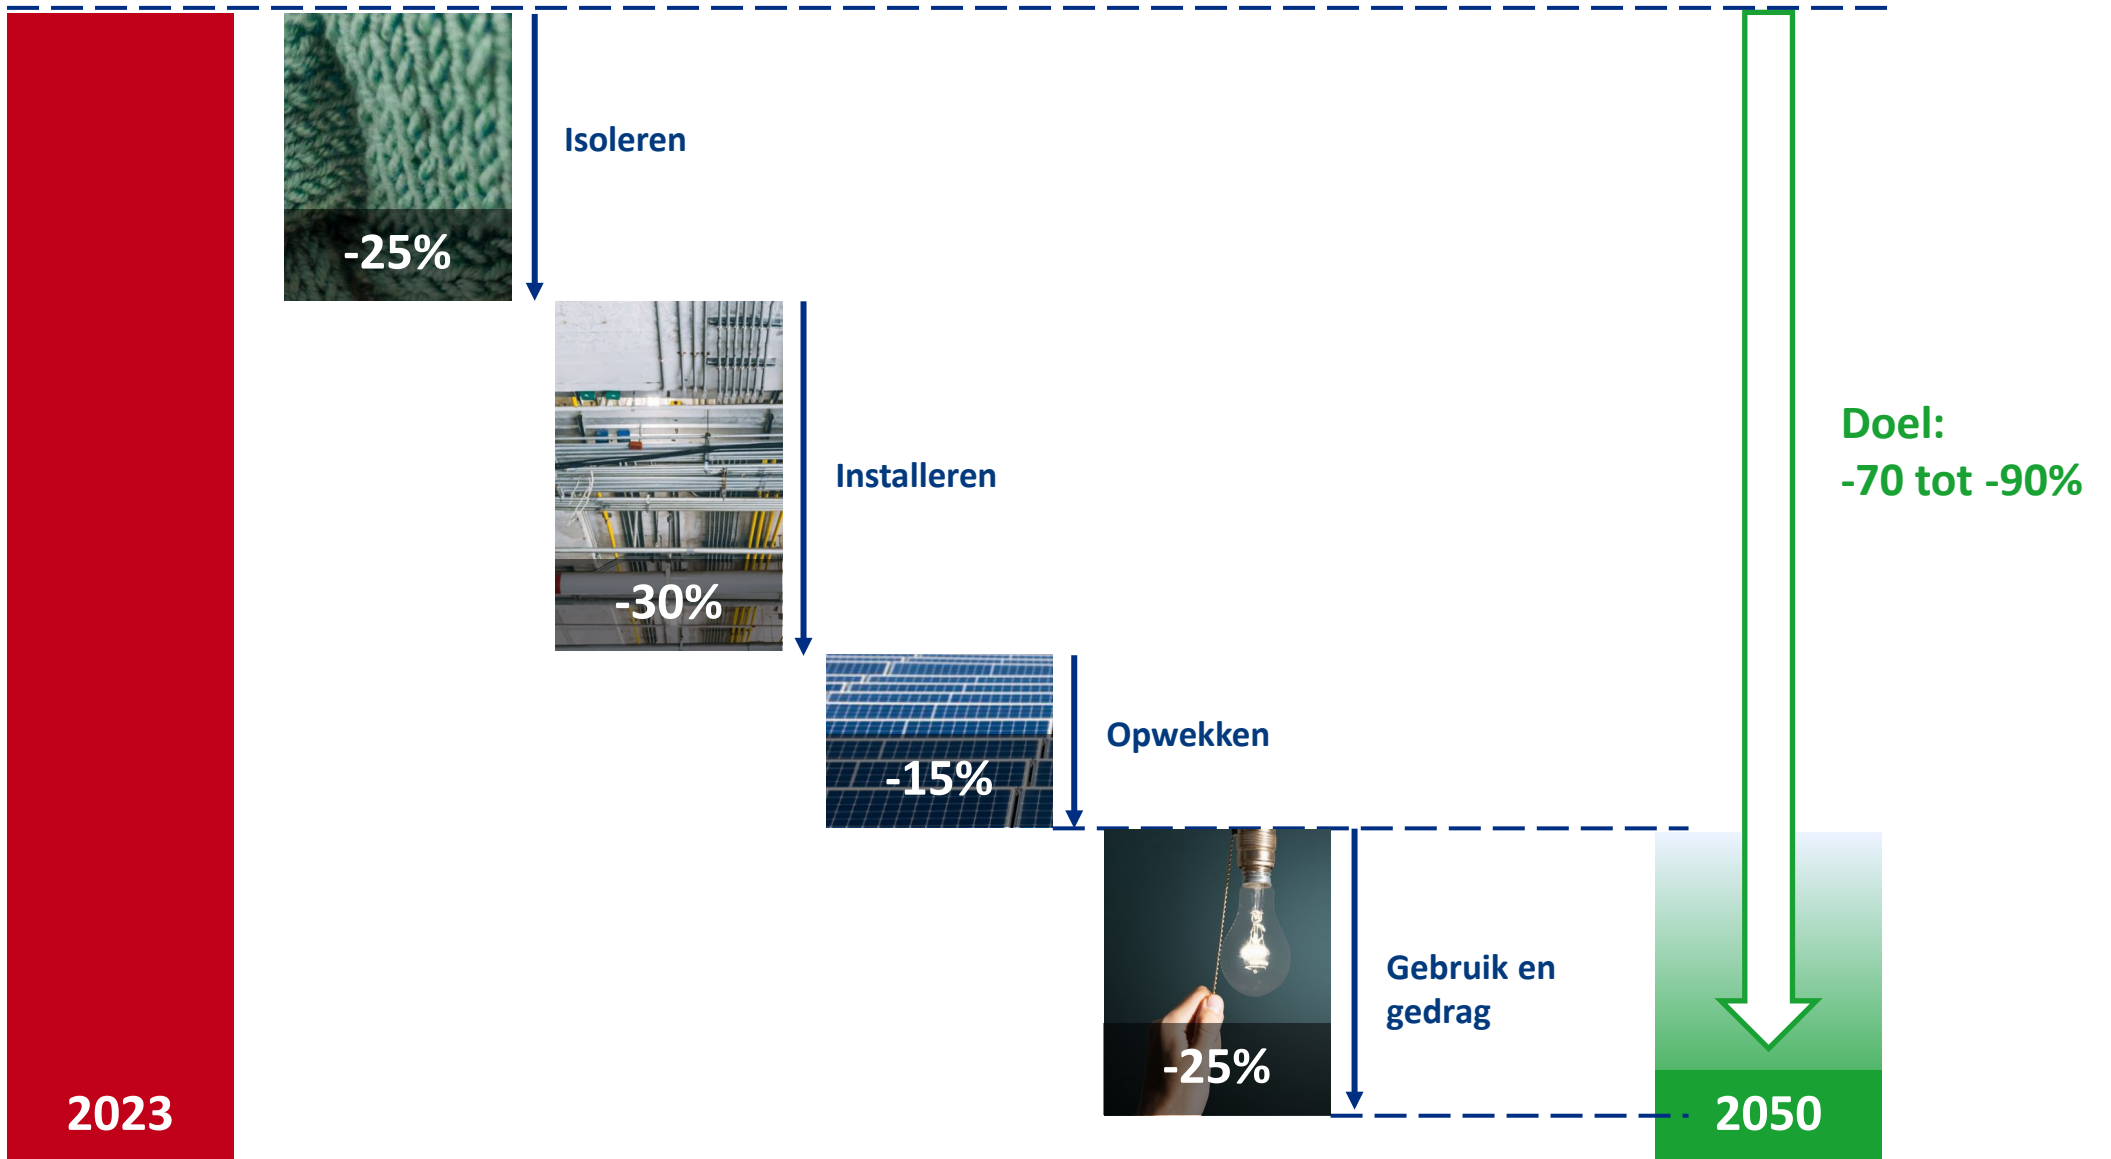 Isoleren
-25%
Installeren
-30%
Opwekken
-15%
Gebruik en
gedrag
-25%
Doel:
-70 tot -90%
2023
2050